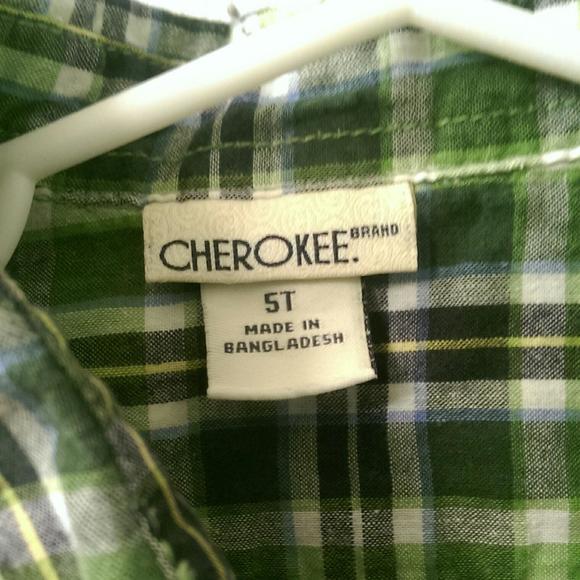 CHEROKEE. BRAND
5T
MADE IN
BANGLADESH